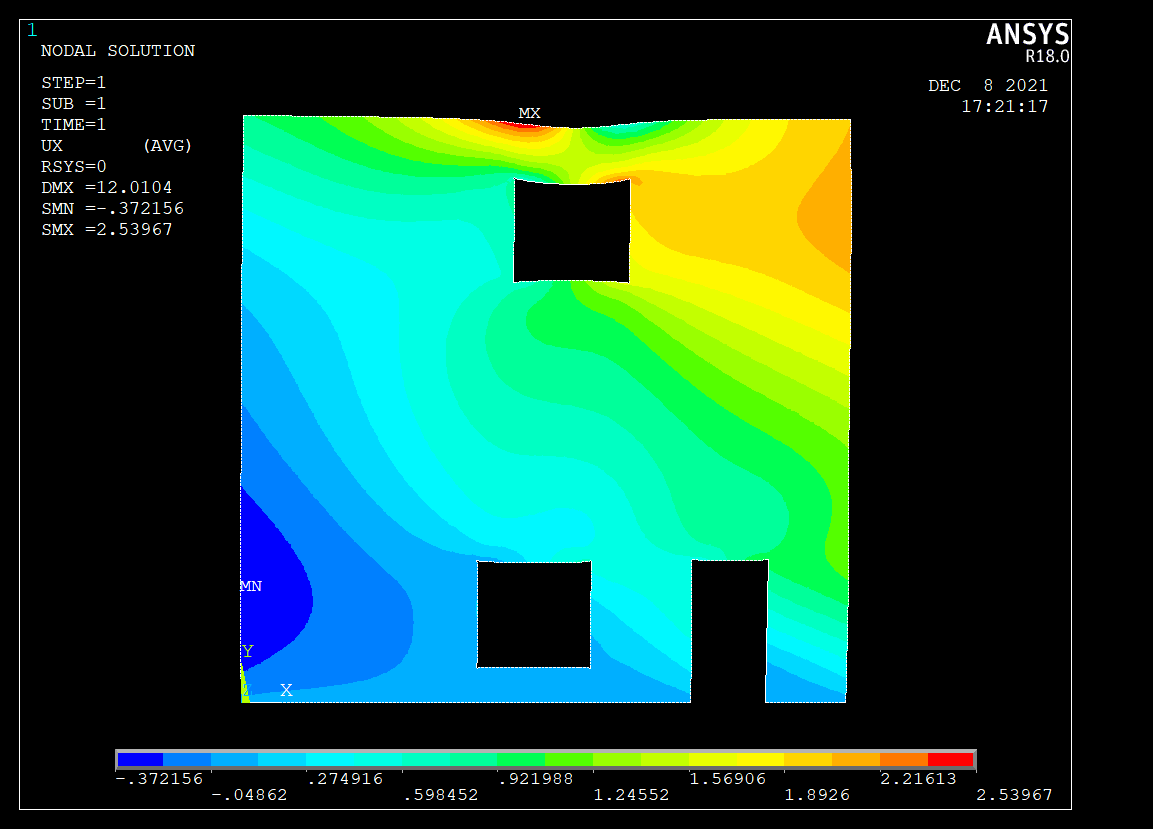 1
ANSYS
R18.0
NODAL SOLUTION
STEP=1
SUB =1
TIME=1
UX (AVG)
RSYS=0
DMX =12.0104
SMN =-.372156
SMX =2.53967
DEC 8 2021
17:21:17
MX
MN
Y
X
-.372156 .274916 .921988 1.56906 2.21613
-.04862 .598452 1.24552 1.8926 2.53967